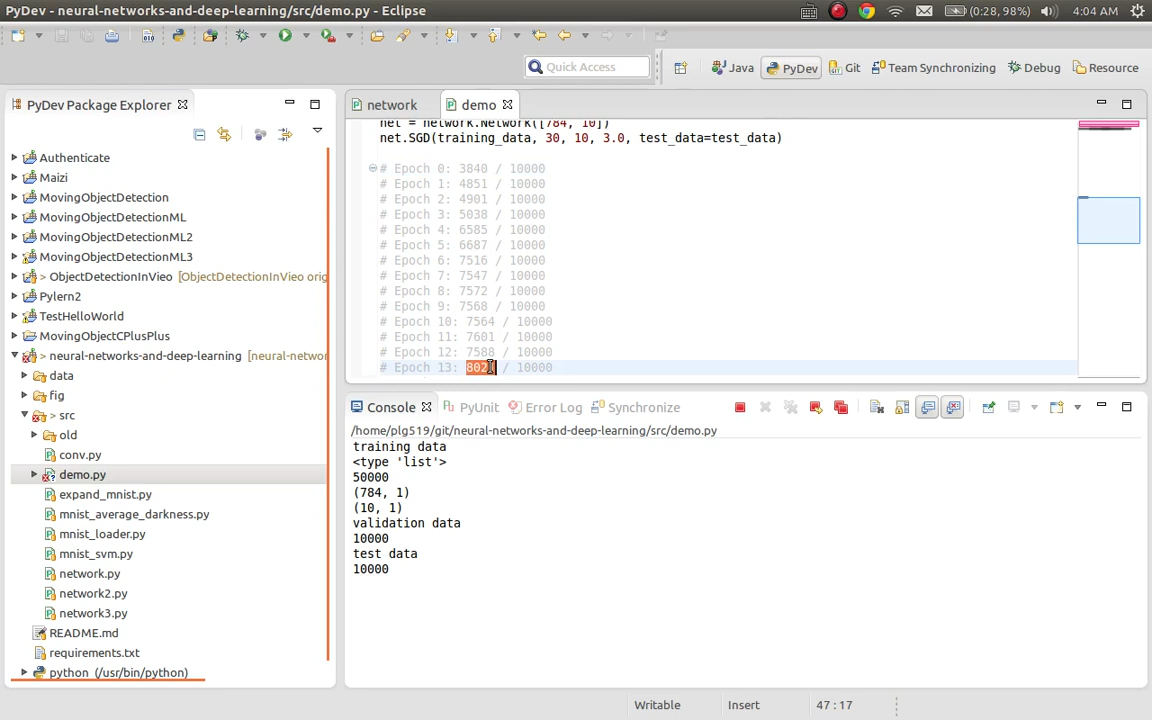 PyDev - neural-networks-and-deep-learning/src/demo.py - Eclipse
(0:28, 98%)
4:04 AM
Quick Access
Java
PyDev
Git
Team Synchronizing
Debug
Resource
PyDev Package Explorer
Authenticate
Maizi
MovingObjectDetection
MovingObjectDetectionML
MovingObjectDetectionML2
MovingObjectDetectionML3
> ObjectDetectionInVieo [ObjectDetectionInVieo orig
Pylern2
TestHelloWorld
MovingObjectCPlusPlus
> neural-networks-and-deep-learning [neural-networ
data
fig
> src
old
conv.py
demo.py
expand_mnist.py
mnist_average_darkness.py
mnist_loader.py
mnist_svm.py
network.py
network2.py
network3.py
README.md
requirements.txt
python (/usr/bin/python)
network
demo
net = network.Network([784, 10])
net.SGD(training_data, 30, 10, 3.0, test_data=test_data)
# Epoch 0: 3840 / 10000
# Epoch 1: 4851 / 10000
# Epoch 2: 4901 / 10000
# Epoch 3: 5038 / 10000
# Epoch 4: 6585 / 10000
# Epoch 5: 6687 / 10000
# Epoch 6: 7516 / 10000
# Epoch 7: 7547 / 10000
# Epoch 8: 7572 / 10000
# Epoch 9: 7568 / 10000
# Epoch 10: 7564 / 10000
# Epoch 11: 7601 / 10000
# Epoch 12: 7588 / 10000
# Epoch 13: / 10000
Console
PyUnit
Error Log
Synchronize
/home/plg519/git/neural-networks-and-deep-learning/src/demo.py
training data
<type 'list'>
50000
(784, 1)
(10, 1)
validation data
10000
test data
10000
Writable
Insert
47 : 17